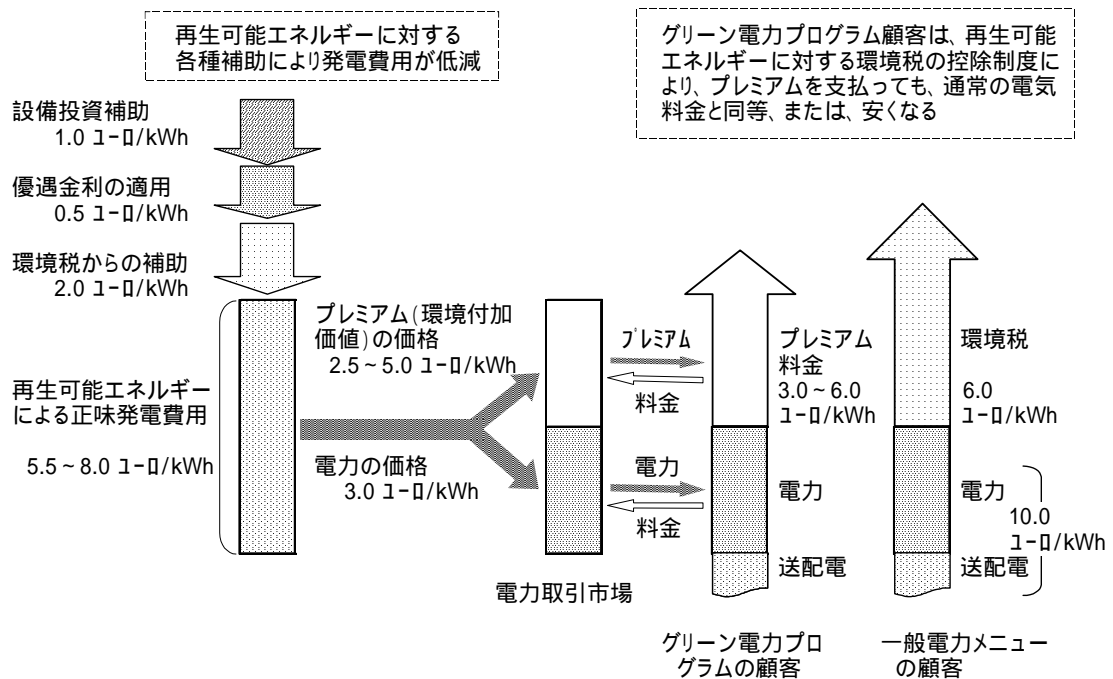 再生可能エネルギーに対する
各種補助により発電費用が低減
グリーン電力プログラム顧客は、再生可能
エネルギーに対する環境税の控除制度に
より、プレミアムを支払っても、通常の電気
料金と同等、または、安くなる
設備投資補助
1.0 ユーロ/kWh
優遇金利の適用
0.5 ユーロ/kWh
環境税からの補助
2.0 ユーロ/kWh
再生可能エネルギー
による正味発電費用
5.5~8.0 ユーロ/kWh
プレミアム(環境付加
価値)の価格
2.5~5.0 ユーロ/kWh
電力の価格
3.0 ユーロ/kWh
電力取引市場
プレミアム
料金
電力
料金
プレミアム
料金
3.0~6.0
ユーロ/kWh
電力
送配電
グリーン電力プロ
グラムの顧客
環境税
6.0
ユーロ/kWh
電力
10.0
ユーロ/kWh
送配電
一般電力メニュー
の顧客